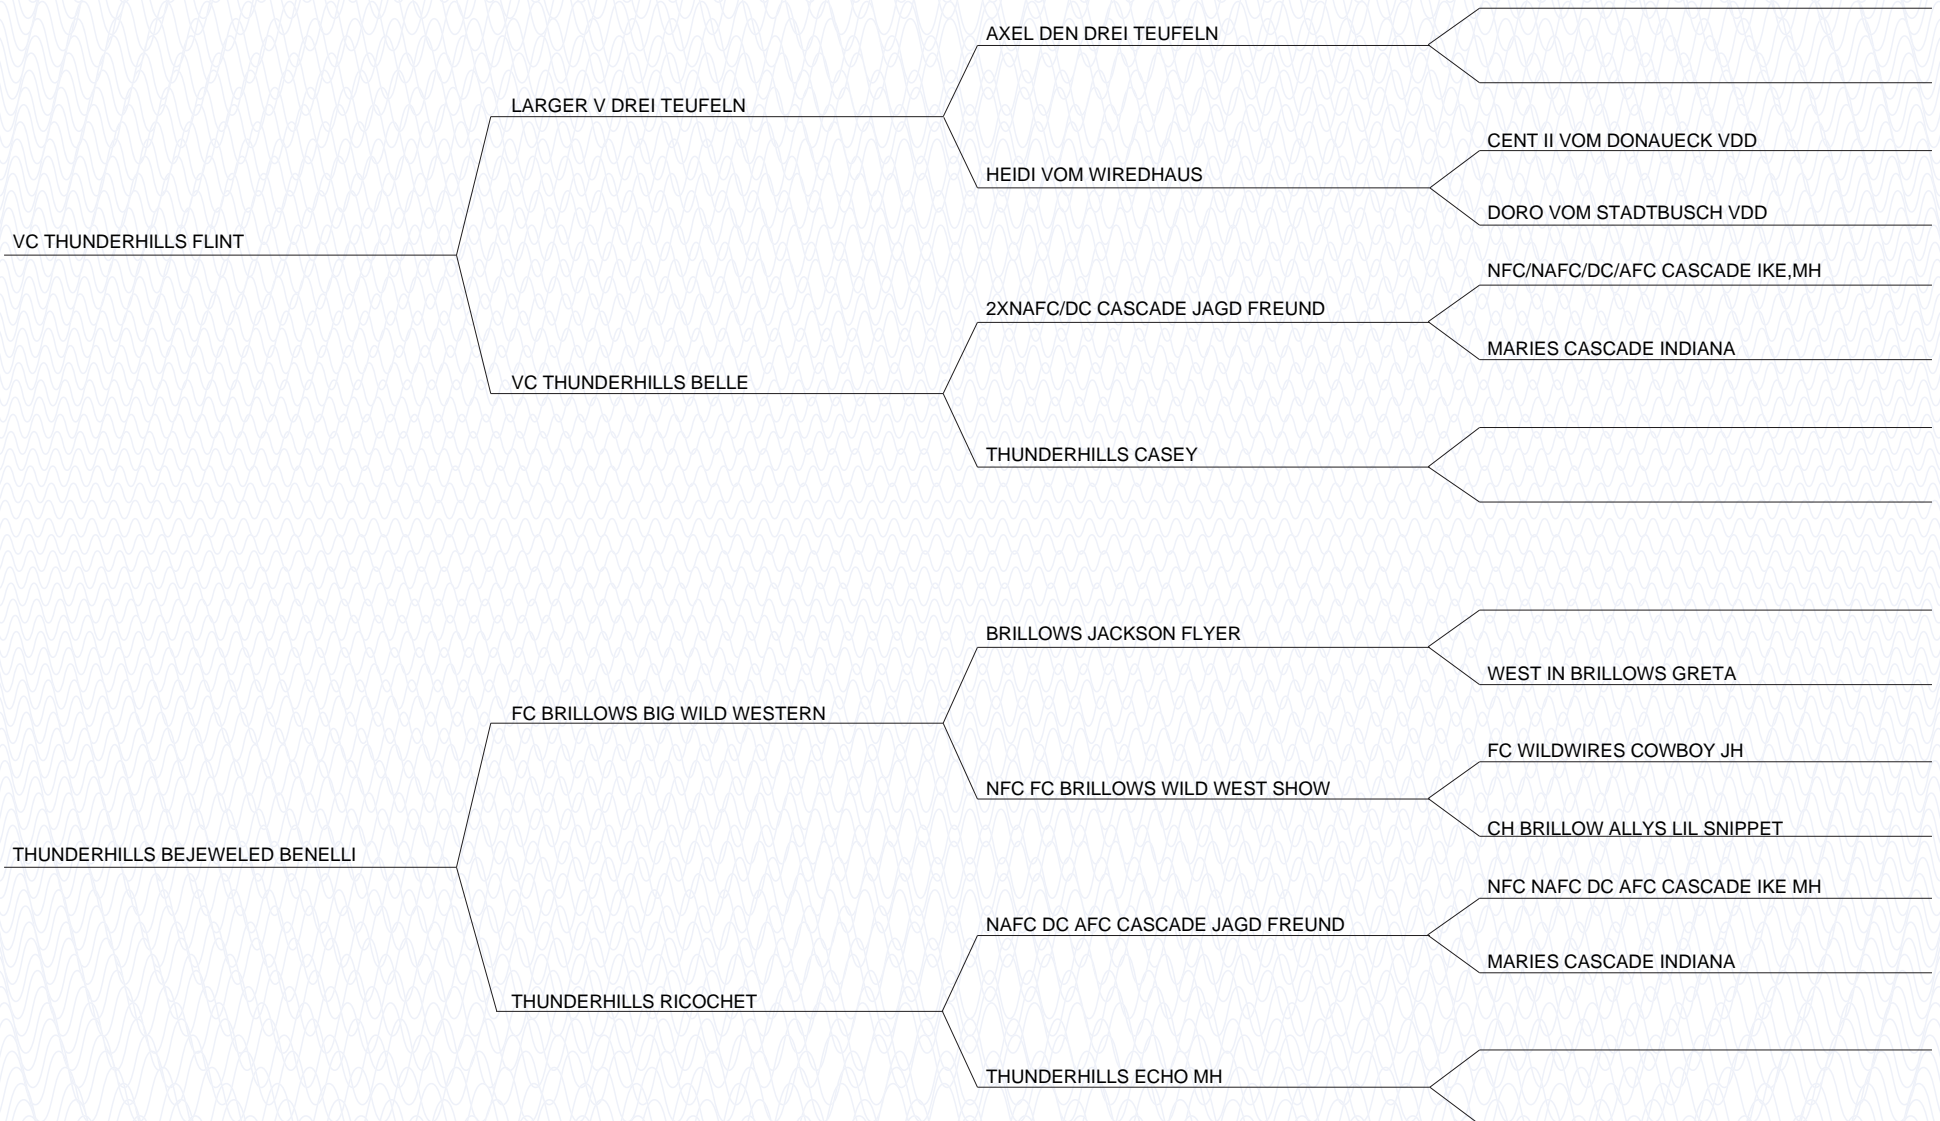 AXEL DEN DREI TEUFELN
LARGER V DREI TEUFELN
CENT II VOM DONAUECK VDD
HEIDI VOM WIREDHAUS
DORO VOM STADTBUSCH VDD
VC THUNDERHILLS FLINT
NFC/NAFC/DC/AFC CASCADE IKE,MH
2XNAFC/DC CASCADE JAGD FREUND
MARIES CASCADE INDIANA
VC THUNDERHILLS BELLE
THUNDERHILLS CASEY
BRILLOWS JACKSON FLYER
WEST IN BRILLOWS GRETA
FC BRILLOWS BIG WILD WESTERN
FC WILDWIRES COWBOY JH
NFC FC BRILLOWS WILD WEST SHOW
CH BRILLOW ALLYS LIL SNIPPET
THUNDERHILLS BEJEWELED BENELLI
NFC NAFC DC AFC CASCADE IKE MH
NAFC DC AFC CASCADE JAGD FREUND
MARIES CASCADE INDIANA
THUNDERHILLS RICOCHET
THUNDERHILLS ECHO MH